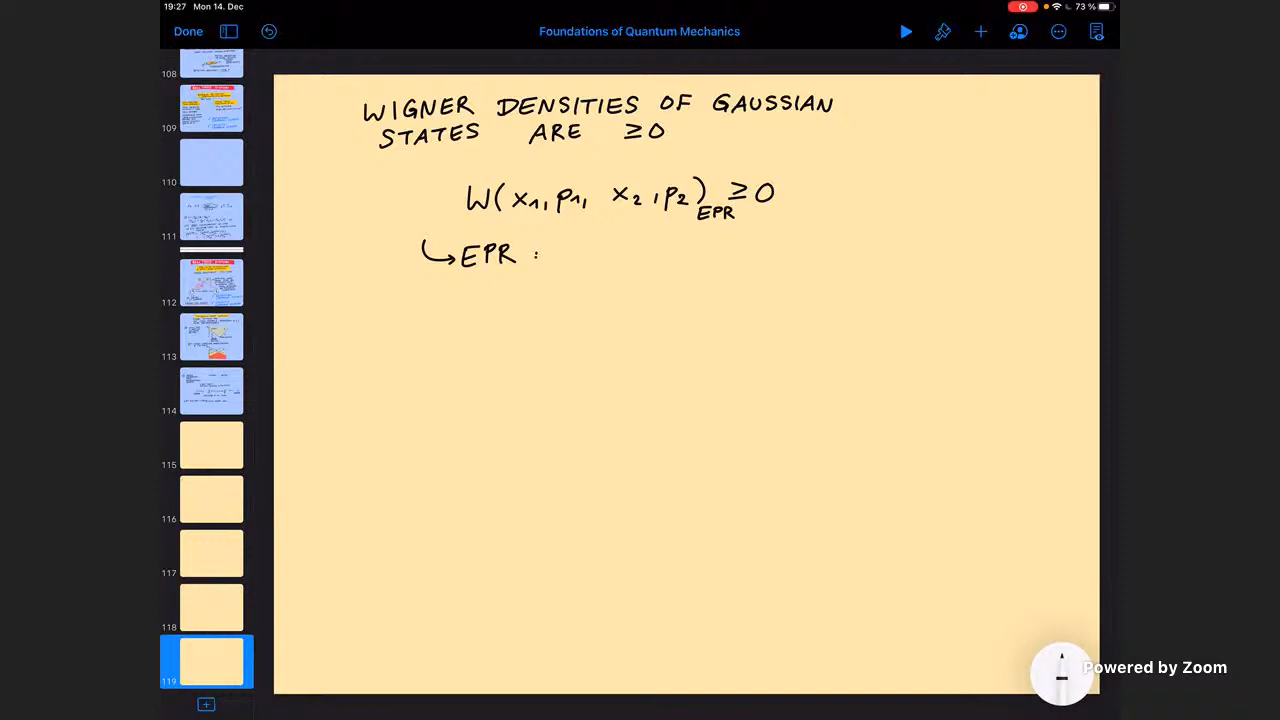 19:27 Mon 14. Dec
73 %
Done
Foundations of Quantum Mechanics
108
109
110
111
112
113
114
115
116
117
118
119
WIGNER DENSITIES OF GAUSSIAN
STATES ARE ≥0
W(x1,p1, x2,p2)EPR ≥0
↳EPR :
Powered by Zoom